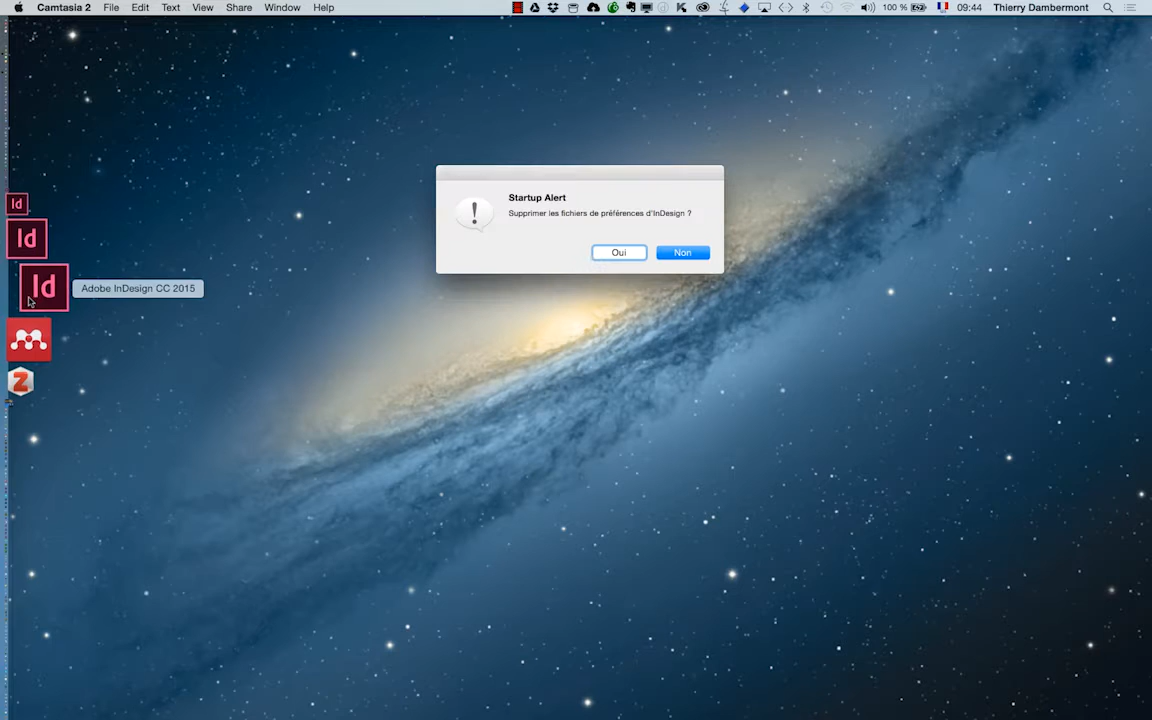 Camtasia 2 File Edit Text View Share Window Help 100 % 09:44 Thierry Dambermont
Id
Id
Id
Adobe InDesign CC 2015
Z
Startup Alert
Supprimer les fichiers de préférences d'InDesign ?
Oui Non